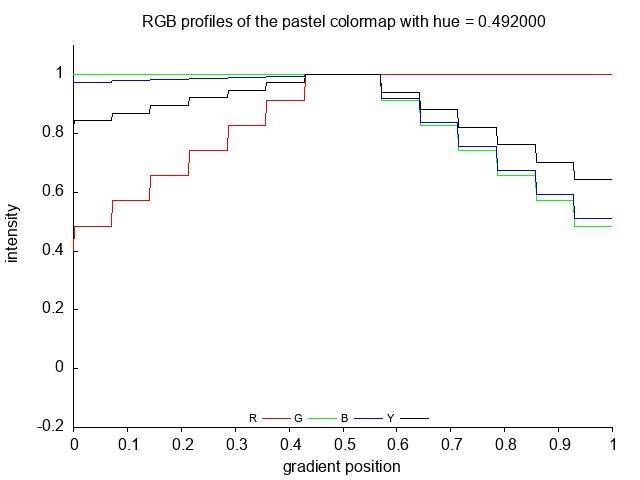 RGB profiles of the pastel colormap with hue = 0.492000
1
0.8
0.6
0.4
0.2
0
-0.2
intensity
R G B Y
0 0.1 0.2 0.3 0.4 0.5 0.6 0.7 0.8 0.9 1
gradient position